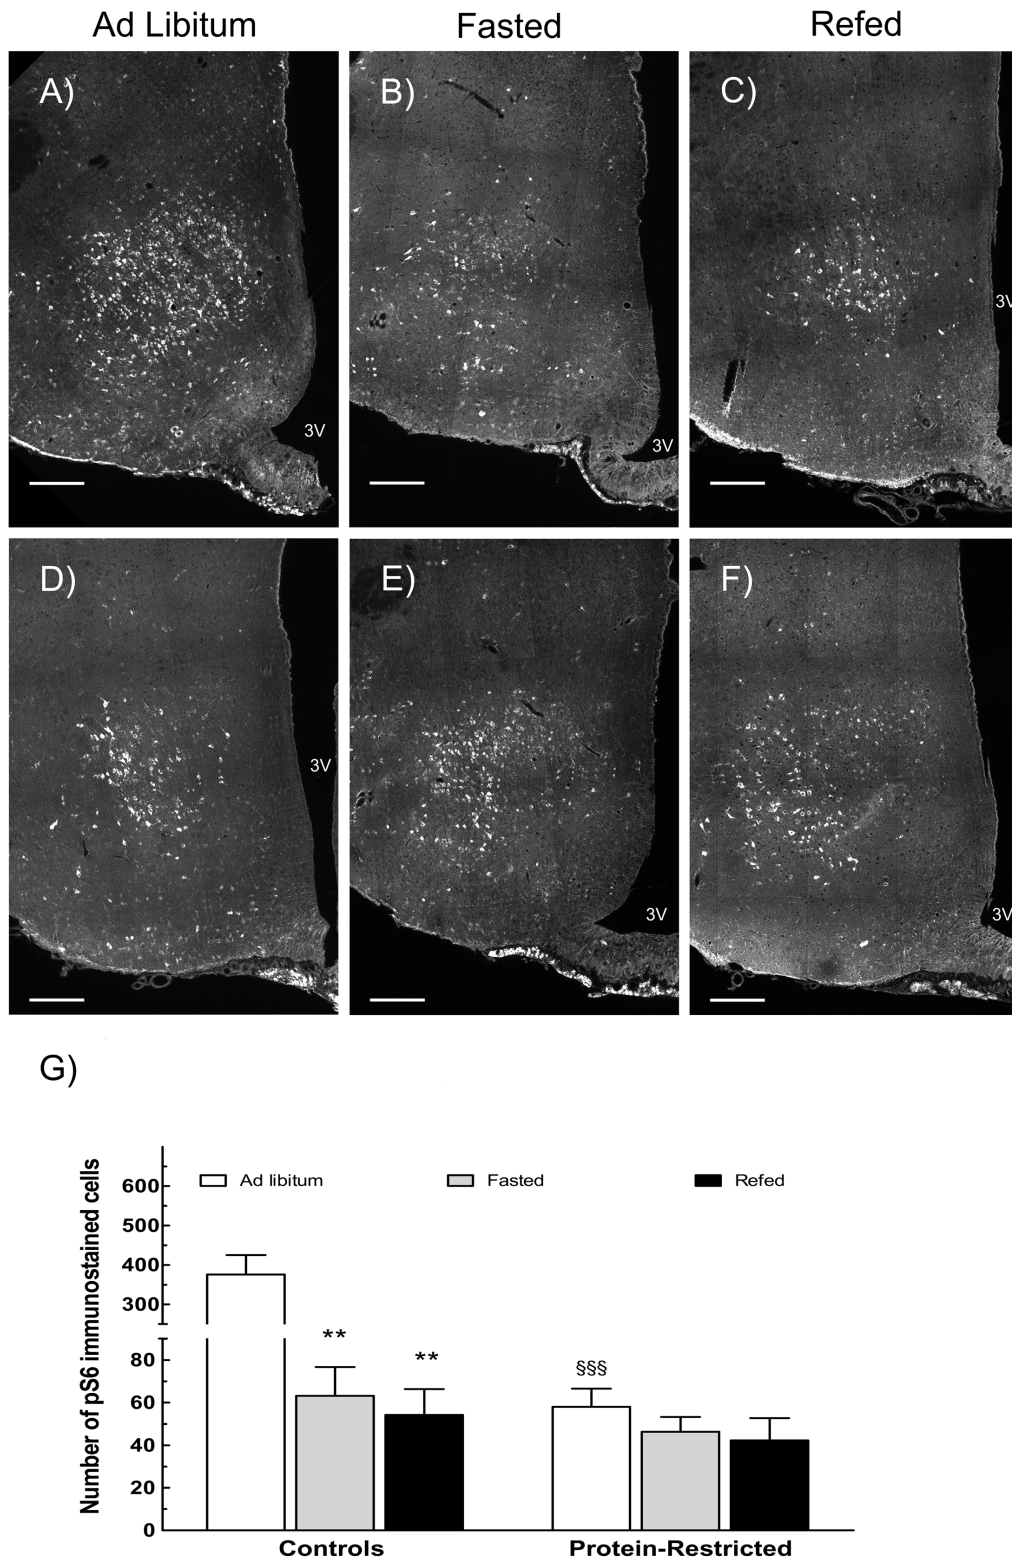 Ad Libitum Fasted Refed
A) B) C)
3V
3V
3V
D) E) F)
3V
3V
3V
G)
Number of pS6 immunostained cells
Ad libitum Fasted Refed
600
500
400
300
80
60
40
20
0
** ** §§§
Controls Protein-Restricted